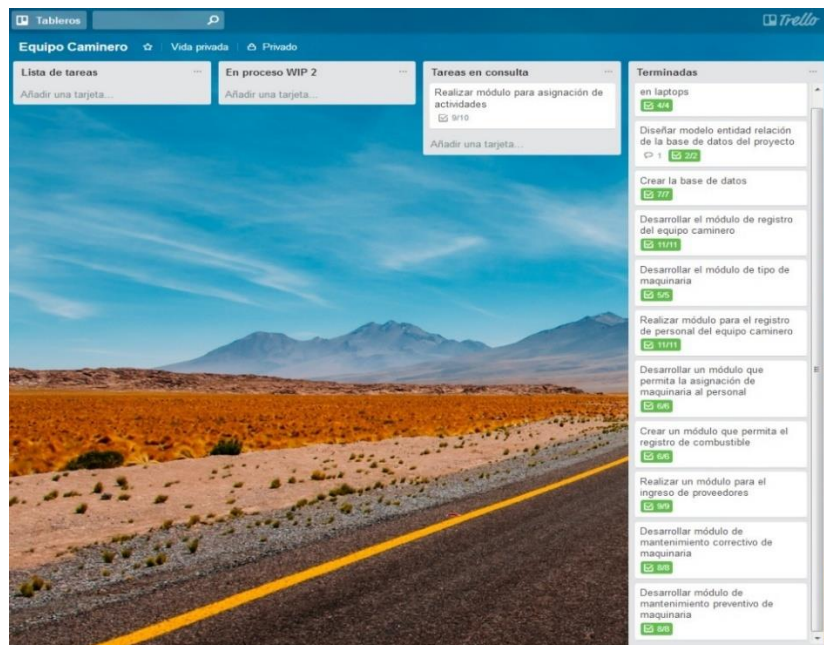 Tableros
Trello
Equipo Caminero
Vida privada
Privado
Lista de tareas
Añadir una tarjeta...
En proceso WIP 2
Añadir una tarjeta...
Tareas en consulta
Realizar módulo para asignación de
actividades
9/10
Añadir una tarjeta...
Terminadas
en laptops
4/4
Diseñar modelo entidad relación
de la base de datos del proyecto
1 2/2
Crear la base de datos
7/7
Desarrollar el módulo de registro
del equipo caminero
11/11
Desarrollar el módulo de tipo de
maquinaria
5/5
Realizar módulo para el registro
de personal del equipo caminero
11/11
Desarrollar un módulo que
permita la asignación de
maquinaria al personal
6/6
Crear un módulo que permita el
registro de combustible
6/6
Realizar un módulo para el
ingreso de proveedores
9/9
Desarrollar módulo de
mantenimiento correctivo de
maquinaria
8/8
Desarrollar módulo de
mantenimiento preventivo de
maquinaria
8/8